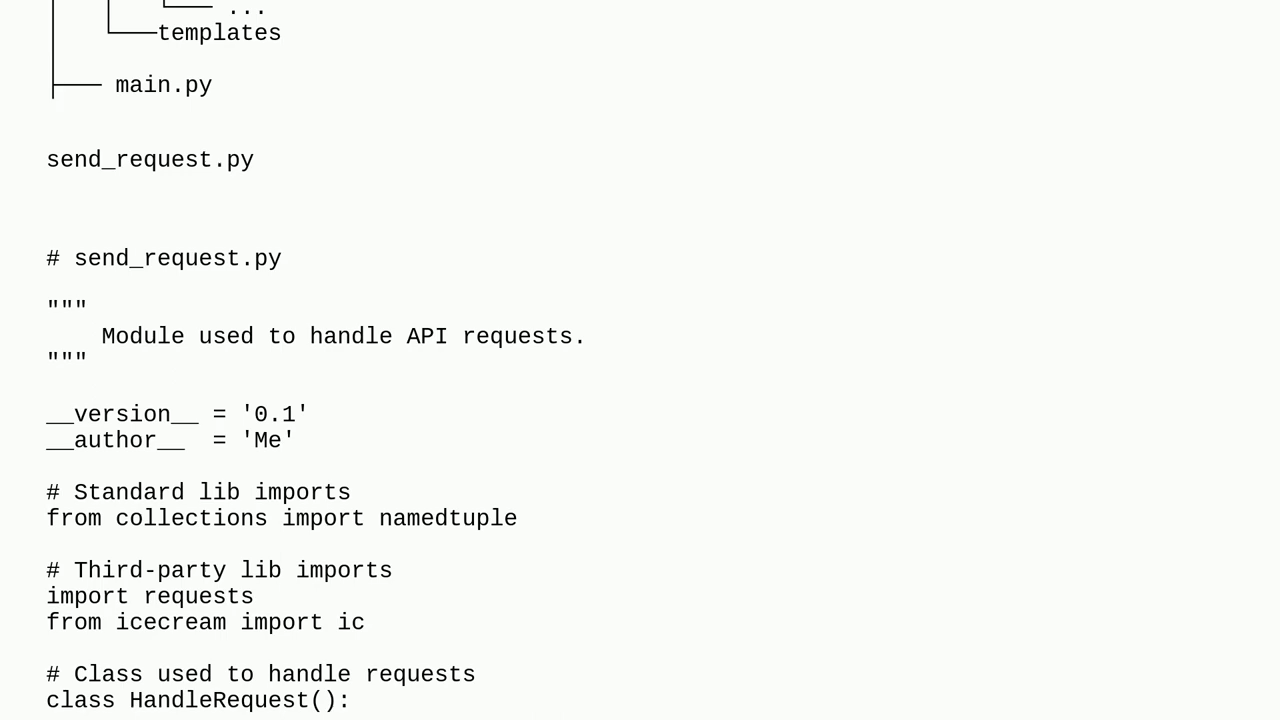 │   │   └─── ...
│   └───templates
│
├─── main.py
send_request.py
# send_request.py
"""
    Module used to handle API requests.
"""
__version__ = '0.1'
__author__  = 'Me'
# Standard lib imports
from collections import namedtuple
# Third-party lib imports
import requests
from icecream import ic
# Class used to handle requests
class HandleRequest():